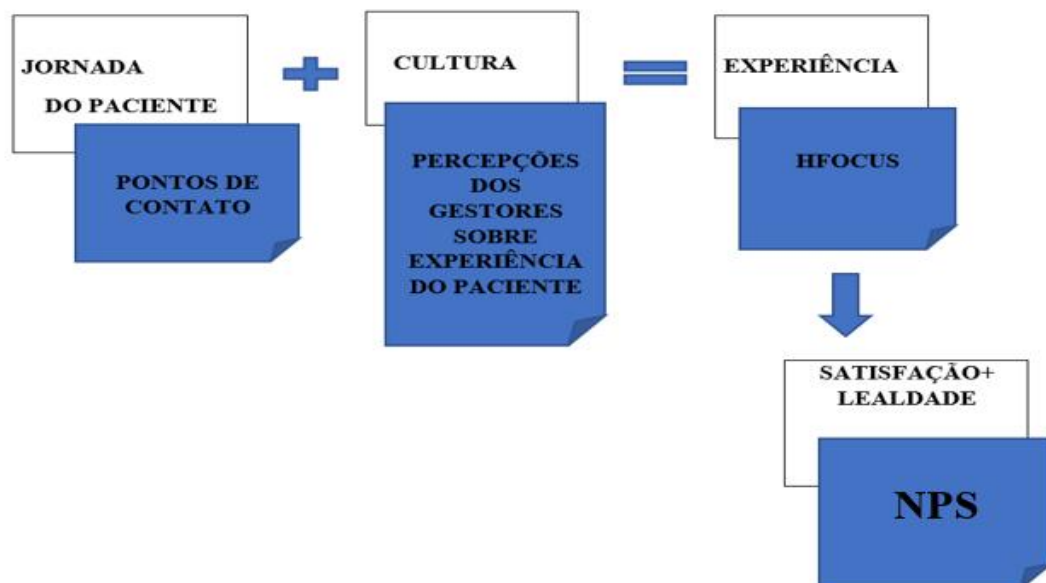 JORNADA
DO PACIENTE
PONTOS DE
CONTATO
CULTURA
PERCEPÇÕES
DOS
GESTORES
SOBRE
EXPERIÊNCIA
DO PACIENTE
EXPERIÊNCIA
HFOCUS
SATISFAÇÃO+
LEALDADE
NPS